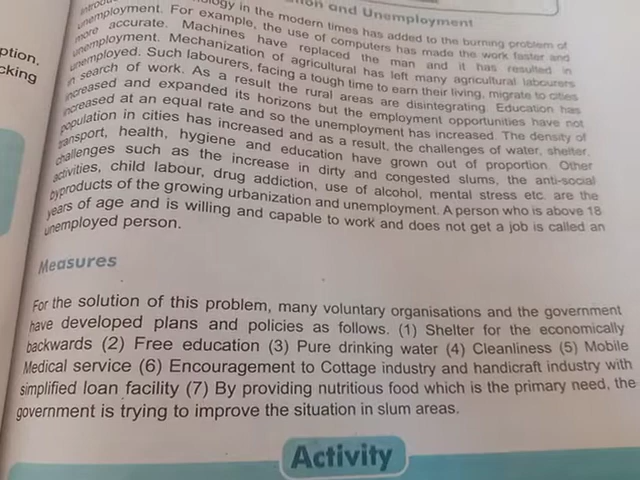 and Unemployment
in the modern times has added to the burning problem of
unemployment. For example, the use of computers has made the work faster and
more accurate. Machines have replaced the man and it has resulted in
unemployment. Mechanization of agricultural has left many agricultural labourers
unemployed. Such labourers, facing a tough time to earn their living, migrate to cities
in search of work. As a result the rural areas are disintegrating. Education has
increased and expanded its horizons but the employment opportunities have not
increased at an equal rate and so the unemployment has increased. The density of
population in cities has increased and as a result, the challenges of water, shelter,
transport, health, hygiene and education have grown out of proportion. Other
challenges such as the increase in dirty and congested slums, the anti-social
activities, child labour, drug addiction, use of alcohol, mental stress etc. are the
byproducts of the growing urbanization and unemployment. A person who is above 18
years of age and is willing and capable to work and does not get a job is called an
unemployed person.
Measures
For the solution of this problem, many voluntary organisations and the government
have developed plans and policies as follows. (1) Shelter for the economically
backwards (2) Free education (3) Pure drinking water (4) Cleanliness (5) Mobile
Medical service (6) Encouragement to Cottage industry and handicraft industry with
simplified loan facility (7) By providing nutritious food which is the primary need, the
government is trying to improve the situation in slum areas.
Activity